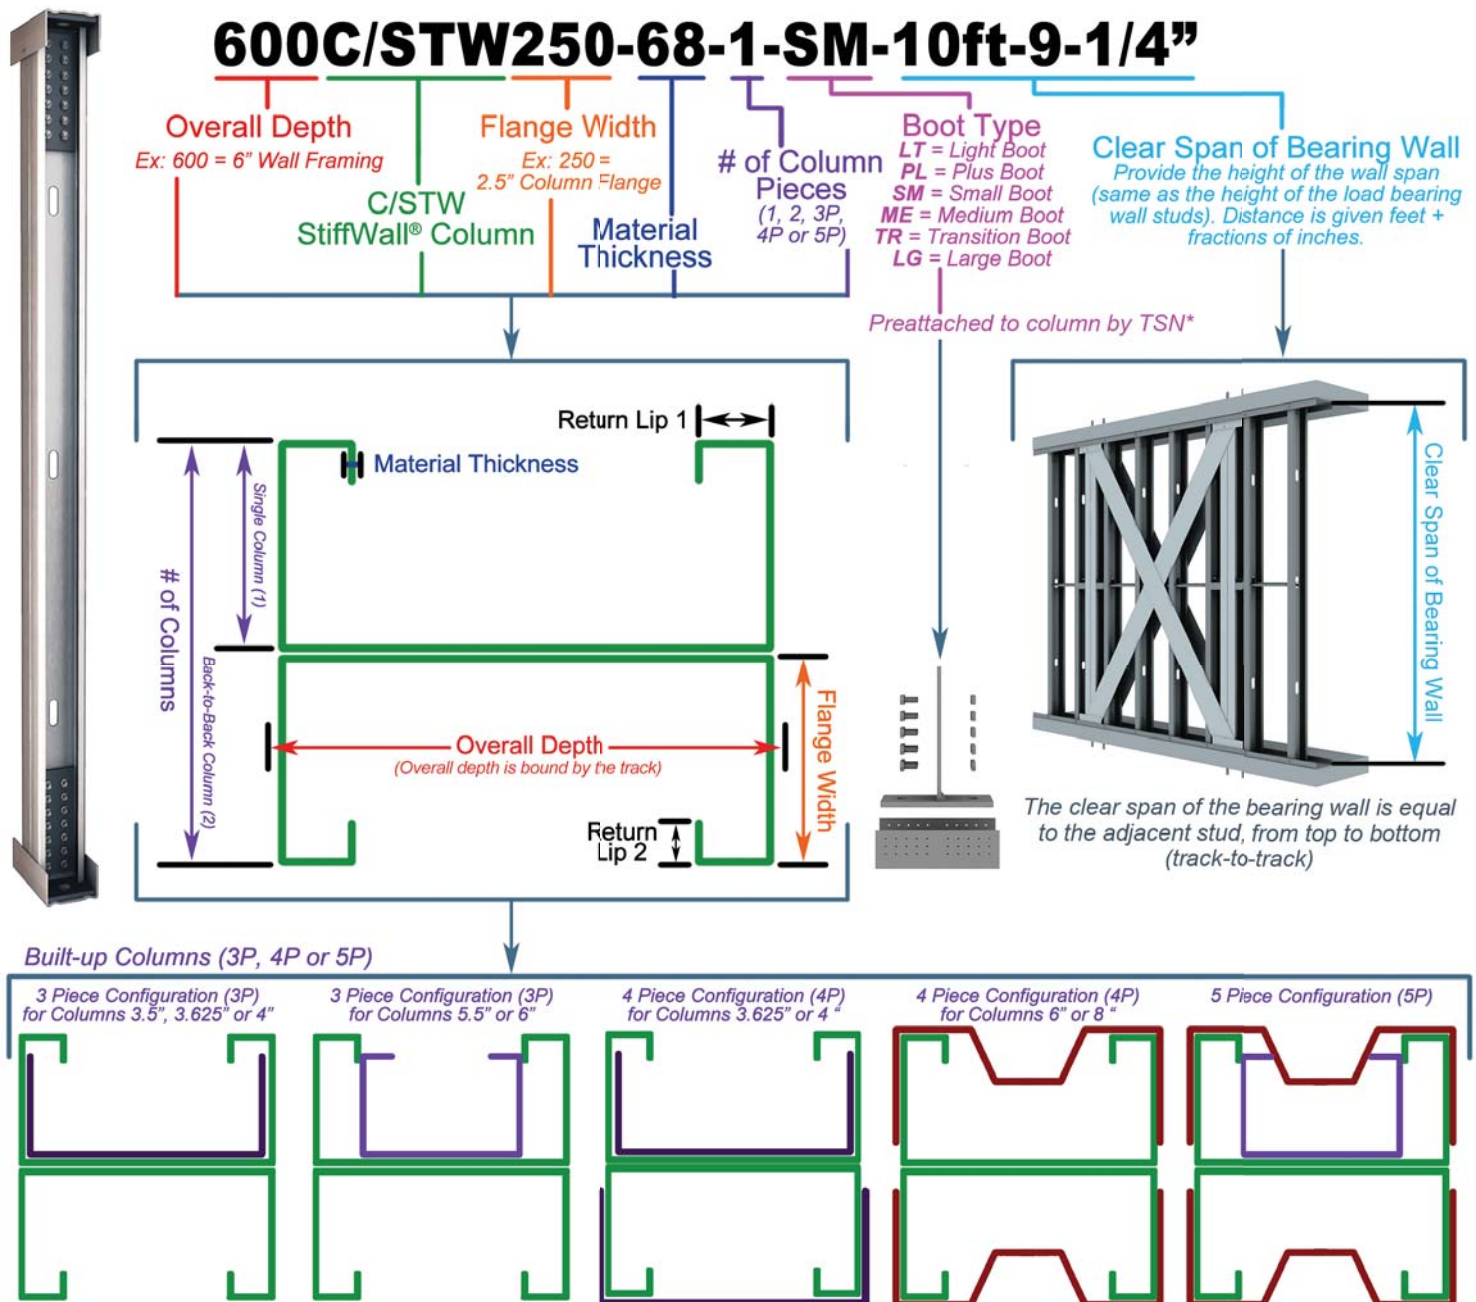 600C/STW250-68-1-SM-10ft-9-1/4”
Overall Depth
Ex: 600 = 6” Wall Framing
C/STW
StiffWall® Column
Flange Width
Ex: 250 =
2.5” Column Flange
Material
Thickness
# of Column
Pieces
(1, 2, 3P,
4P or 5P)
Boot Type
LT = Light Boot
PL = Plus Boot
SM = Small Boot
ME = Medium Boot
TR = Transition Boot
LG = Large Boot
Preattached to column by TSN*
Clear Span of Bearing Wall
Provide the height of the wall span
(same as the height of the load bearing
wall studs). Distance is given feet +
fractions of inches.
Return Lip 1
Material Thickness
Single Column (1)
# of Columns
Back-to-Back Column (2)
Overall Depth
(Overall depth is bound by the track)
Flange Width
Return
Lip 2
Clear Span of Bearing Wall
The clear span of the bearing wall is equal
to the adjacent stud, from top to bottom
(track-to-track)
Built-up Columns (3P, 4P or 5P)
3 Piece Configuration (3P)
for Columns 3.5”, 3.625” or 4”
3 Piece Configuration (3P)
for Columns 5.5” or 6”
4 Piece Configuration (4P)
for Columns 3.625” or 4 “
4 Piece Configuration (4P)
for Columns 6” or 8 “
5 Piece Configuration (5P)